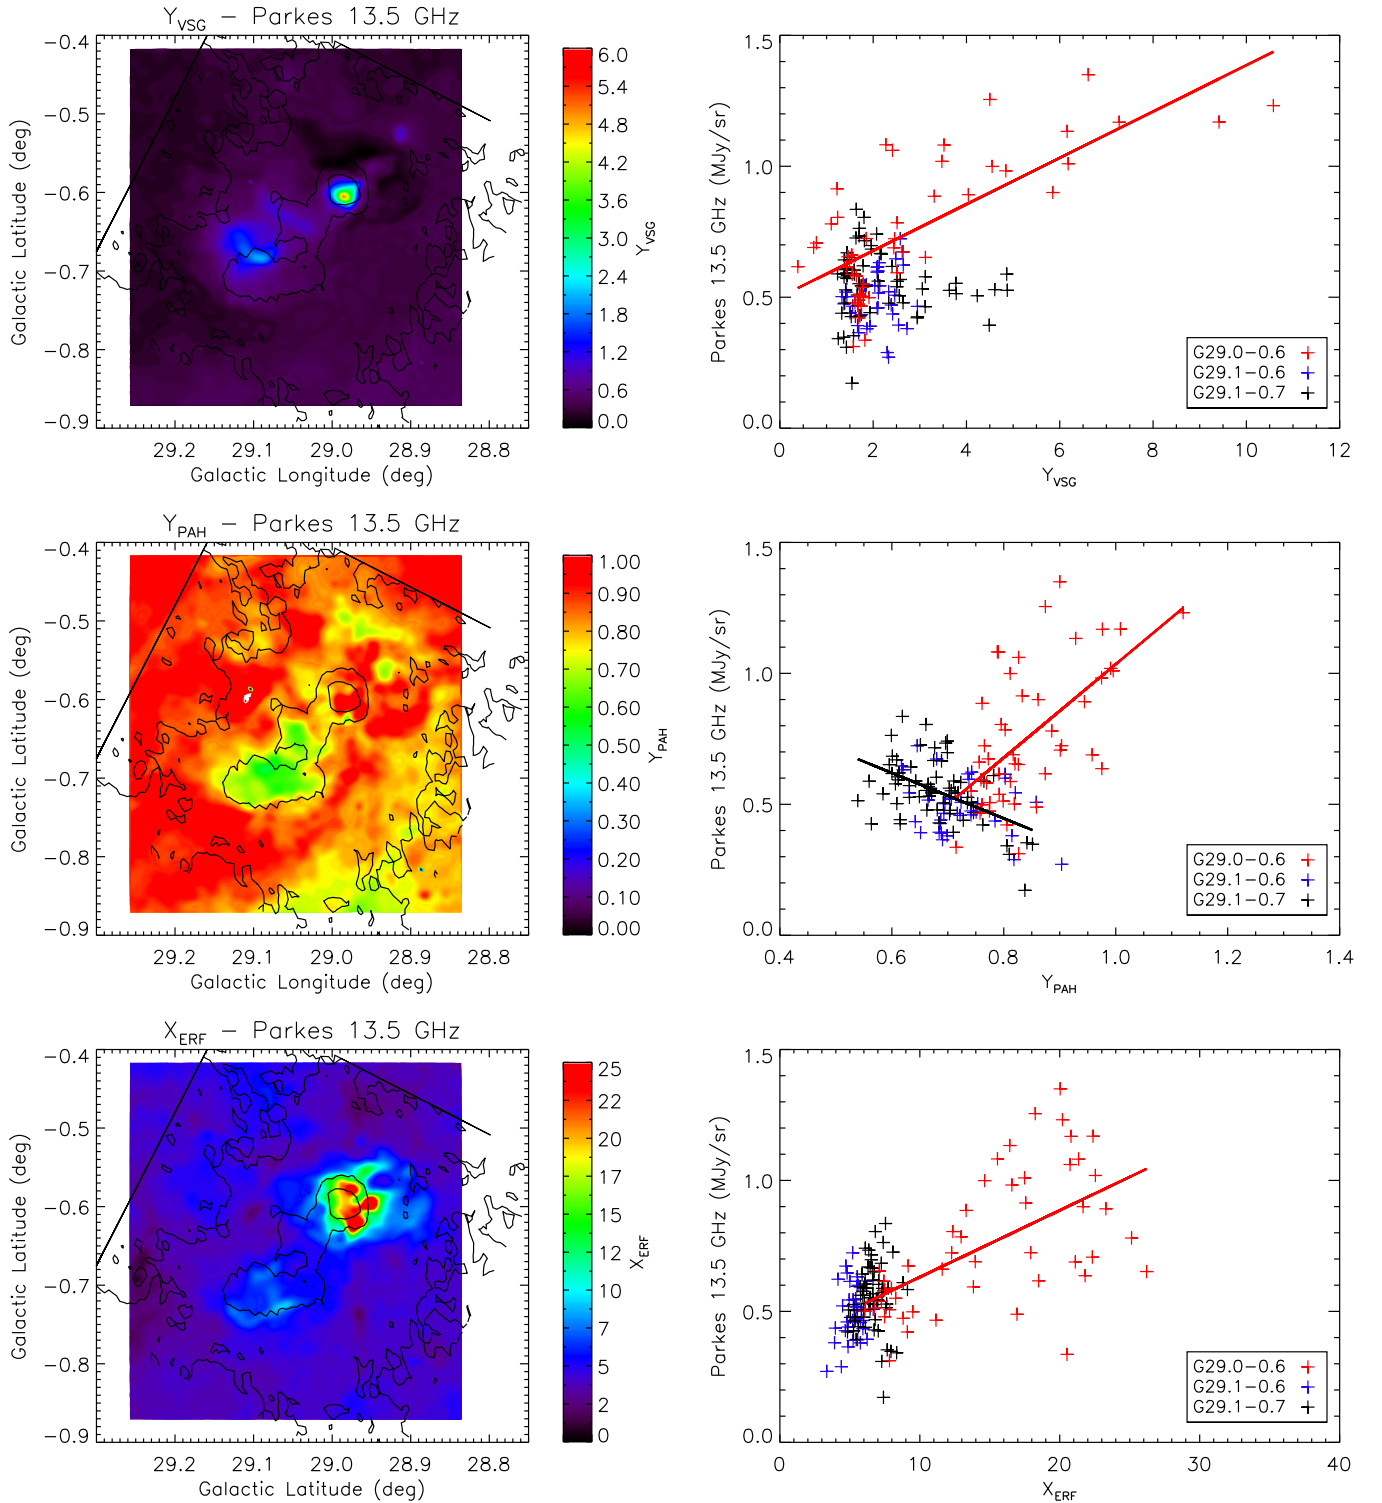 Y_VSG − Parkes 13.5 GHz
−0.4
−0.5
−0.6
−0.7
−0.8
−0.9
Galactic Latitude (deg)
29.2 29.1 29.0 28.9 28.8
Galactic Longitude (deg)
6.0
5.4
4.8
4.2
3.6
3.0
2.4
1.8
1.2
0.6
0.0
Y_VSG
1.5
1.0
0.5
0.0
Parkes 13.5 GHz (MJy/sr)
G29.0−0.6
G29.1−0.6
G29.1−0.7
0 2 4 6 8 10 12
Y_VSG
Y_PAH − Parkes 13.5 GHz
−0.4
−0.5
−0.6
−0.7
−0.8
−0.9
Galactic Latitude (deg)
29.2 29.1 29.0 28.9 28.8
Galactic Longitude (deg)
1.00
0.90
0.80
0.70
0.60
0.50
0.40
0.30
0.20
0.10
0.00
Y_PAH
1.5
1.0
0.5
0.0
Parkes 13.5 GHz (MJy/sr)
G29.0−0.6
G29.1−0.6
G29.1−0.7
0.4 0.6 0.8 1.0 1.2 1.4
Y_PAH
X_ERF − Parkes 13.5 GHz
−0.4
−0.5
−0.6
−0.7
−0.8
−0.9
Galactic Latitude (deg)
29.2 29.1 29.0 28.9 28.8
Galactic Latitude (deg)
25
22
20
17
15
12
10
7
5
2
0
X_ERF
1.5
1.0
0.5
0.0
Parkes 13.5 GHz (MJy/sr)
G29.0−0.6
G29.1−0.6
G29.1−0.7
0 10 20 30 40
X_ERF